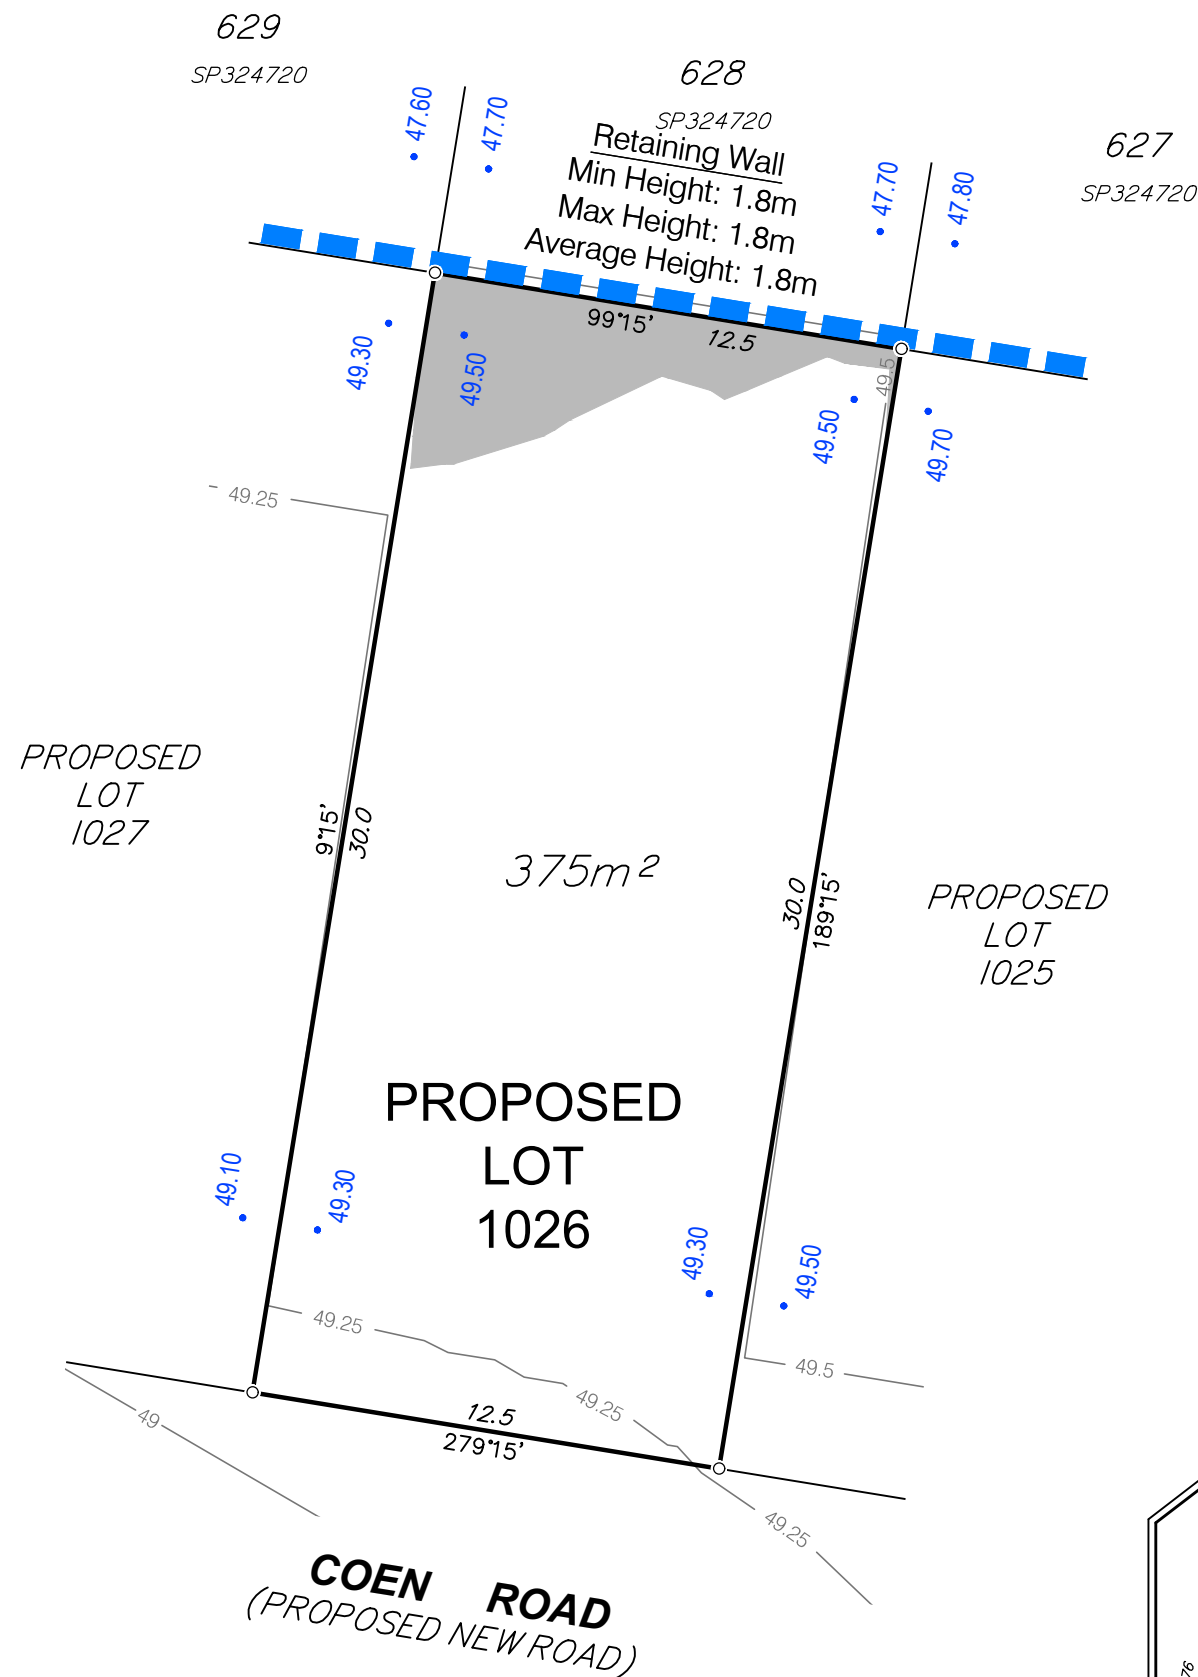 629
SP324720
628
SP324720
627
SP324720
47.60
47.70
47.70
47.80
Retaining Wall
Min Height: 1.8m
Max Height: 1.8m
Average Height: 1.8m
99°15'
12.5
49.30
49.50
49.5
49.50
49.70
49.25
PROPOSED
LOT
1027
9°15'
30.0
375m²
30.0
189°15'
PROPOSED
LOT
1025
PROPOSED
LOT
1026
49.10
49.30
49.30
49.50
49.25
49.5
49.25
49
12.5
279°15'
49.25
COEN ROAD
(PROPOSED NEW ROAD)
76